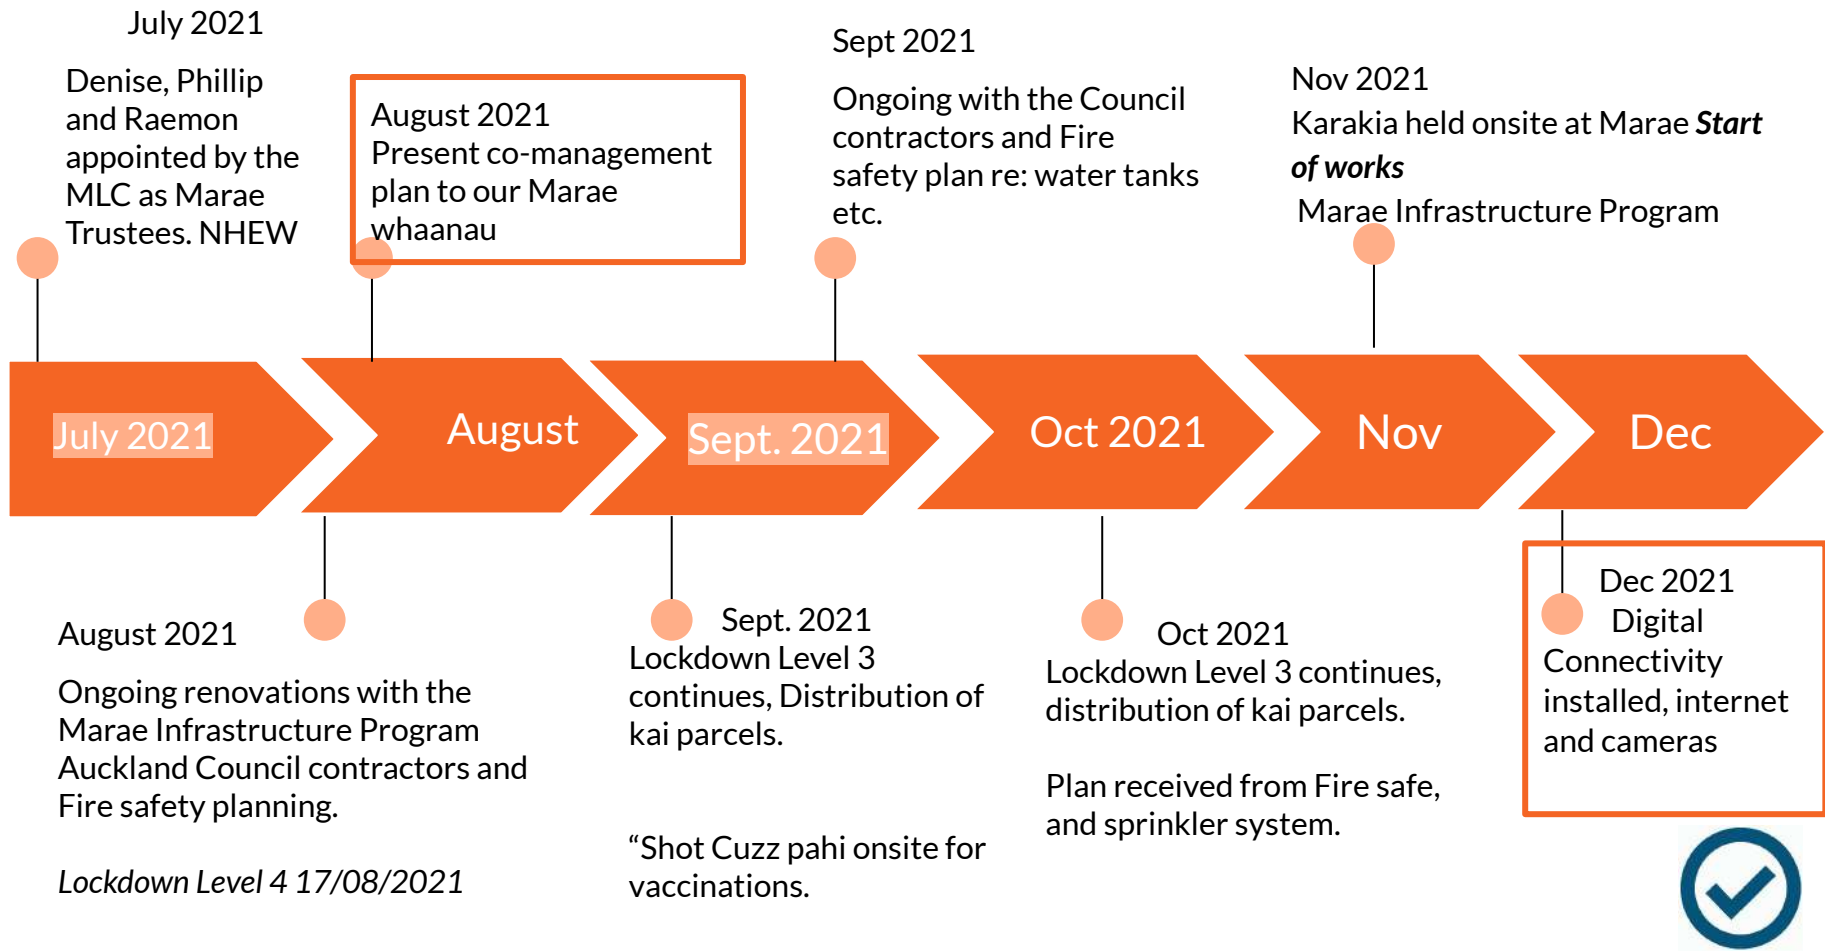 July 2021
Denise, Phillip
and Raemon
appointed by the
MLC as Marae
Trustees. NHEW
August 2021
Present co-management
plan to our Marae
whaanau
Sept 2021
Ongoing with the Council
contractors and Fire
safety plan re: water tanks
etc.
Nov 2021
Karakia held onsite at Marae Start
of works
Marae Infrastructure Program
July 2021
August
Sept. 2021
Oct 2021
Nov
Dec
August 2021
Ongoing renovations with the
Marae Infrastructure Program
Auckland Council contractors and
Fire safety planning.
Lockdown Level 4 17/08/2021
Sept. 2021
Lockdown Level 3
continues, Distribution of
kai parcels.
“Shot Cuzz pahi onsite for
vaccinations.
Oct 2021
Lockdown Level 3 continues,
distribution of kai parcels.
Plan received from Fire safe,
and sprinkler system.
Dec 2021
Digital
Connectivity
installed, internet
and cameras